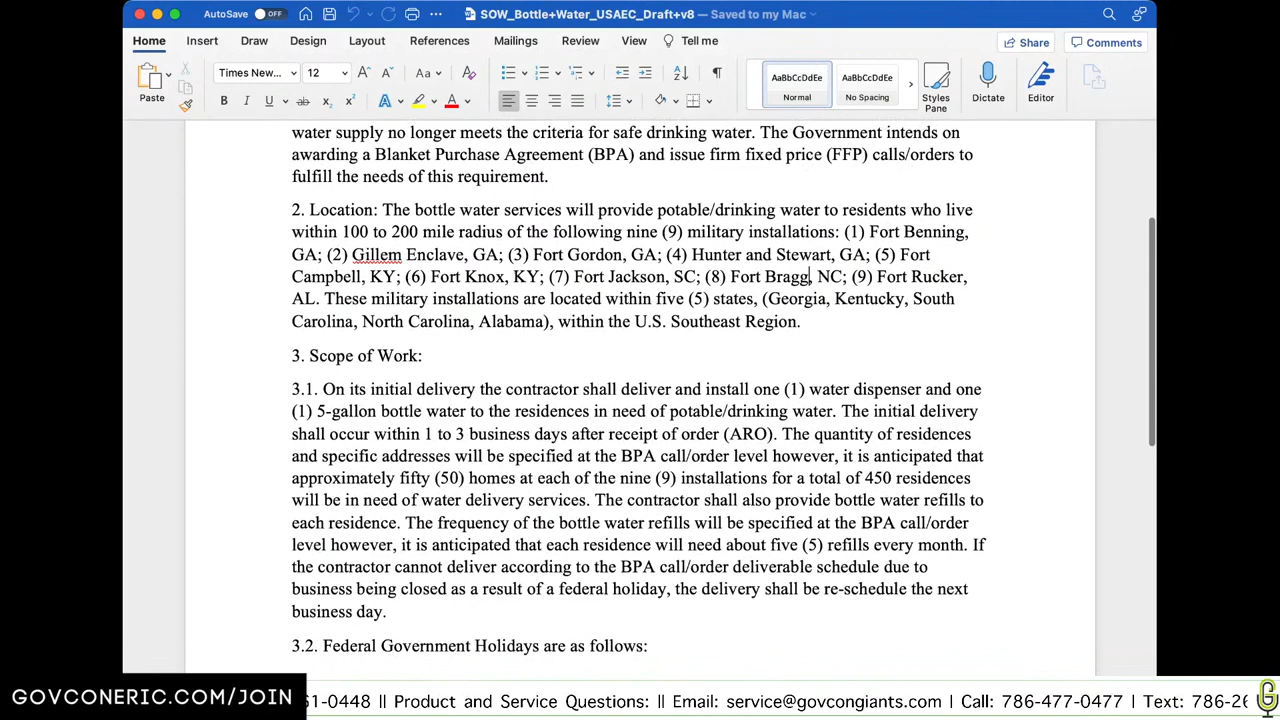 AutoSave OFF SOW_Bottle+Water_USAEC_Draft+v8 — Saved to my Mac
Home Insert Draw Design Layout References Mailings Review View Tell me Share Comments
Paste Times New... 12 Aa AaBbCcDdEe Normal AaBbCcDdEe No Spacing Styles Pane Dictate Editor
water supply no longer meets the criteria for safe drinking water. The Government intends on
awarding a Blanket Purchase Agreement (BPA) and issue firm fixed price (FFP) calls/orders to
fulfill the needs of this requirement.
2. Location: The bottle water services will provide potable/drinking water to residents who live
within 100 to 200 mile radius of the following nine (9) military installations: (1) Fort Benning,
GA; (2) Gillem Enclave, GA; (3) Fort Gordon, GA; (4) Hunter and Stewart, GA; (5) Fort
Campbell, KY; (6) Fort Knox, KY; (7) Fort Jackson, SC; (8) Fort Bragg, NC; (9) Fort Rucker,
AL. These military installations are located within five (5) states, (Georgia, Kentucky, South
Carolina, North Carolina, Alabama), within the U.S. Southeast Region.
3. Scope of Work:
3.1. On its initial delivery the contractor shall deliver and install one (1) water dispenser and one
(1) 5-gallon bottle water to the residences in need of potable/drinking water. The initial delivery
shall occur within 1 to 3 business days after receipt of order (ARO). The quantity of residences
and specific addresses will be specified at the BPA call/order level however, it is anticipated that
approximately fifty (50) homes at each of the nine (9) installations for a total of 450 residences
will be in need of water delivery services. The contractor shall also provide bottle water refills to
each residence. The frequency of the bottle water refills will be specified at the BPA call/order
level however, it is anticipated that each residence will need about five (5) refills every month. If
the contractor cannot deliver according to the BPA call/order deliverable schedule due to
business being closed as a result of a federal holiday, the delivery shall be re-schedule the next
business day.
3.2. Federal Government Holidays are as follows:
GOVCONERIC.COM/JOIN 61-0448 || Product and Service Questions: || Email: service@govcongiants.com | Call: 786-477-0477 | Text: 786-26